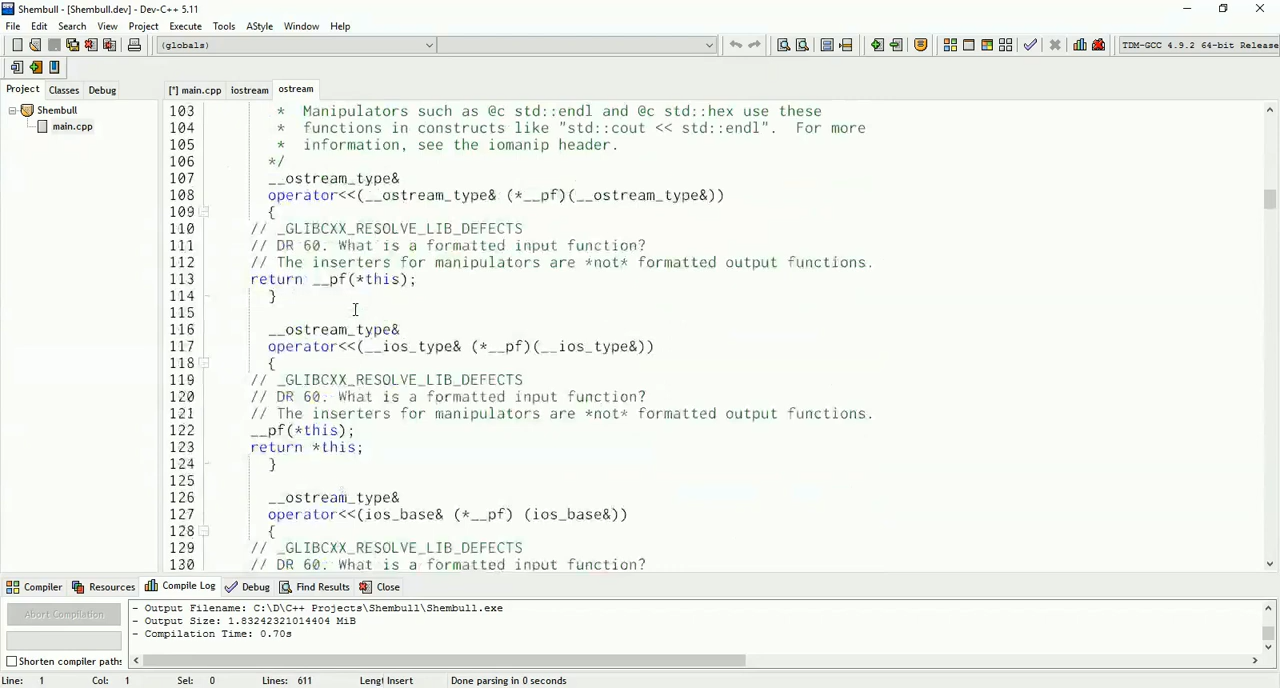 Shembull - [Shembull.dev] - Dev-C++ 5.11
File Edit Search View Project Execute Tools AStyle Window Help
(globals)
TDM-GCC 4.9.2 64-bit Release
Project Classes Debug
[*] main.cpp iostream ostream
Shembull
main.cpp
103 * Manipulators such as @c std::endl and @c std::hex use these
104 * functions in constructs like "std::cout << std::endl". For more
105 * information, see the iomanip header.
106 */
107 __ostream_type&
108 operator<<(__ostream_type& (*__pf)(__ostream_type&))
109 {
110 // _GLIBCXX_RESOLVE_LIB_DEFECTS
111 // DR 60. What is a formatted input function?
112 // The inserters for manipulators are *not* formatted output functions.
113 return __pf(*this);
114 }
115
116 __ostream_type&
117 operator<<(__ios_type& (*__pf)(__ios_type&))
118 {
119 // _GLIBCXX_RESOLVE_LIB_DEFECTS
120 // DR 60. What is a formatted input function?
121 // The inserters for manipulators are *not* formatted output functions.
122 __pf(*this);
123 return *this;
124 }
125
126 __ostream_type&
127 operator<<(ios_base& (*__pf) (ios_base&))
128 {
129 // _GLIBCXX_RESOLVE_LIB_DEFECTS
130 // DR 60. What is a formatted input function?
Compiler Resources Compile Log Debug Find Results Close
Abort Compilation
- Output Filename: C:\D\C++ Projects\Shembull\Shembull.exe
- Output Size: 1.83242321014404 MiB
- Compilation Time: 0.70s
Shorten compiler paths
Line: 1 Col: 1 Sel: 0 Lines: 611 Lengt Insert Done parsing in 0 seconds